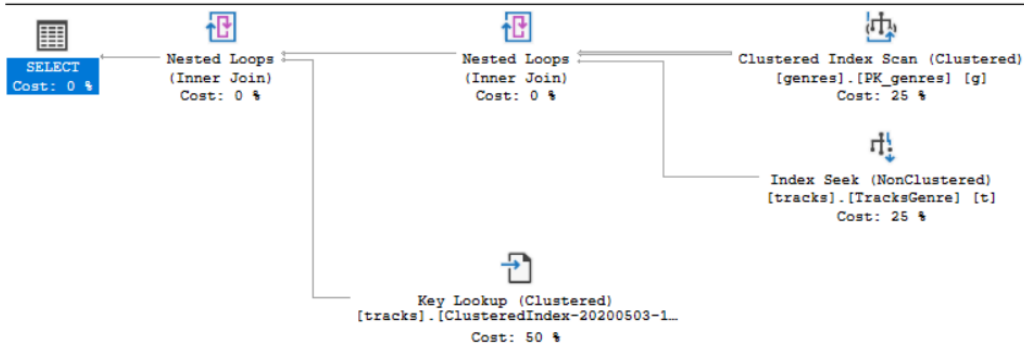 SELECT
Cost: 0 %
Nested Loops
(Inner Join)
Cost: 0 %
Nested Loops
(Inner Join)
Cost: 0 %
Clustered Index Scan (Clustered)
[genres].[PK_genres] [g]
Cost: 25 %
Index Seek (NonClustered)
[tracks].[TracksGenre] [t]
Cost: 25 %
Key Lookup (Clustered)
[tracks].[ClusteredIndex-20200503-1…
Cost: 50 %